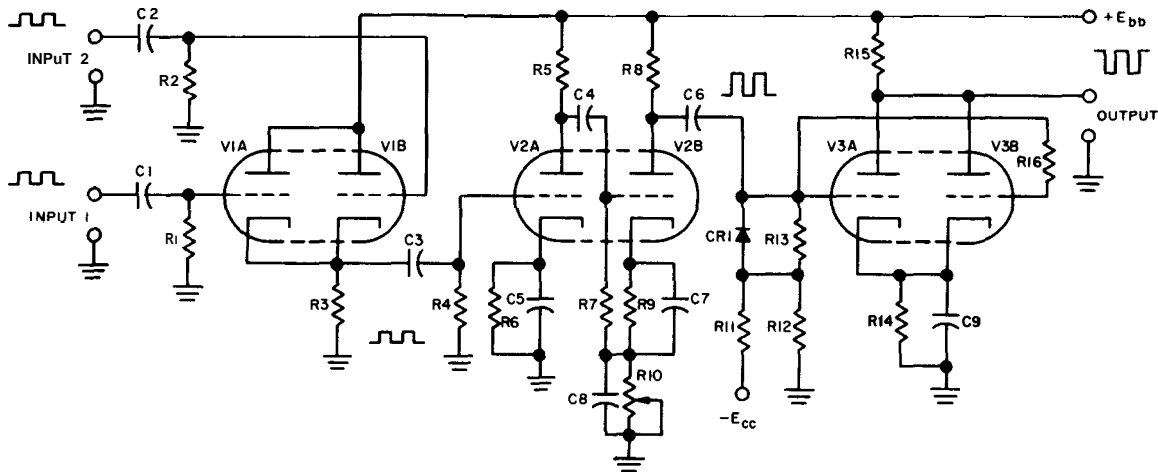 C2
INPuT 2
R2
+Ebb
R15
R5
R8
C4
C6
OUTPUT
V1A
V1B
V2A
V2B
V3A
V3B
R16
C1
INPUT 1
R1
C3
R3
R4
C5
R6
R7
R9
C7
CR1
R13
R11
R12
R14
C9
R10
C8
-Ecc